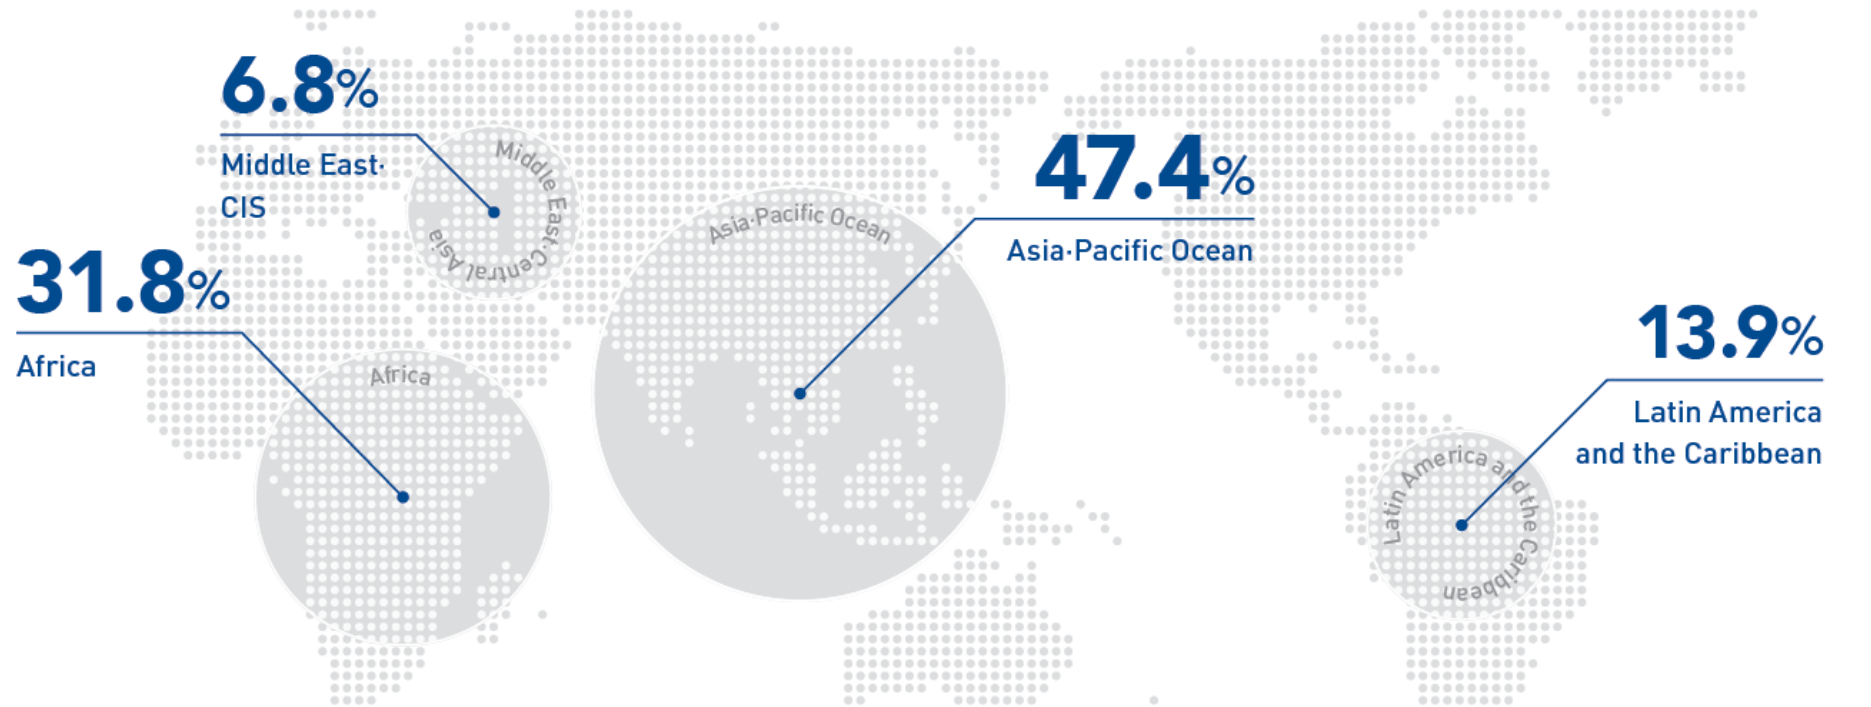 6.8%
Middle East·
CIS
31.8%
Africa
47.4%
Asia·Pacific Ocean
13.9%
Latin America
and the Caribbean
Middle East·Central Asia
Africa
Asia·Pacific Ocean
Latin America and the Caribbean